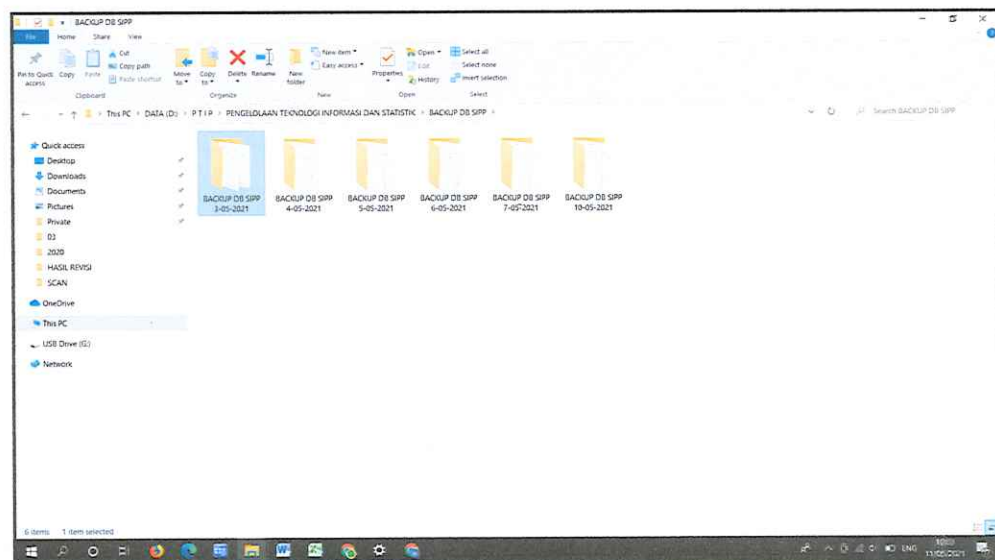 BACKUP DB SIPP
File Home Share View
Pin to Quick access
Copy
Paste
Cut
Copy path
Paste shortcut
Clipboard
Move to
Copy to
Delete
Rename
Organize
New folder
New item
Easy access
New
Properties
Open
Edit
History
Open
Select all
Select none
Invert selection
Select
This PC > DATA (D:) > P T I P > PENGELOLAAN TEKNOLOGI INFORMASI DAN STATISTIK > BACKUP DB SIPP >
Search BACKUP DB SIPP
Quick access
Desktop
Downloads
Documents
Pictures
Private
03
2020
HASIL REVISI
SCAN
OneDrive
This PC
USB Drive (G:)
Network
BACKUP DB SIPP 3-05-2021
BACKUP DB SIPP 4-05-2021
BACKUP DB SIPP 5-05-2021
BACKUP DB SIPP 6-05-2021
BACKUP DB SIPP 7-05-2021
BACKUP DB SIPP 10-05-2021
6 items 1 item selected
ENG
11/05/2021